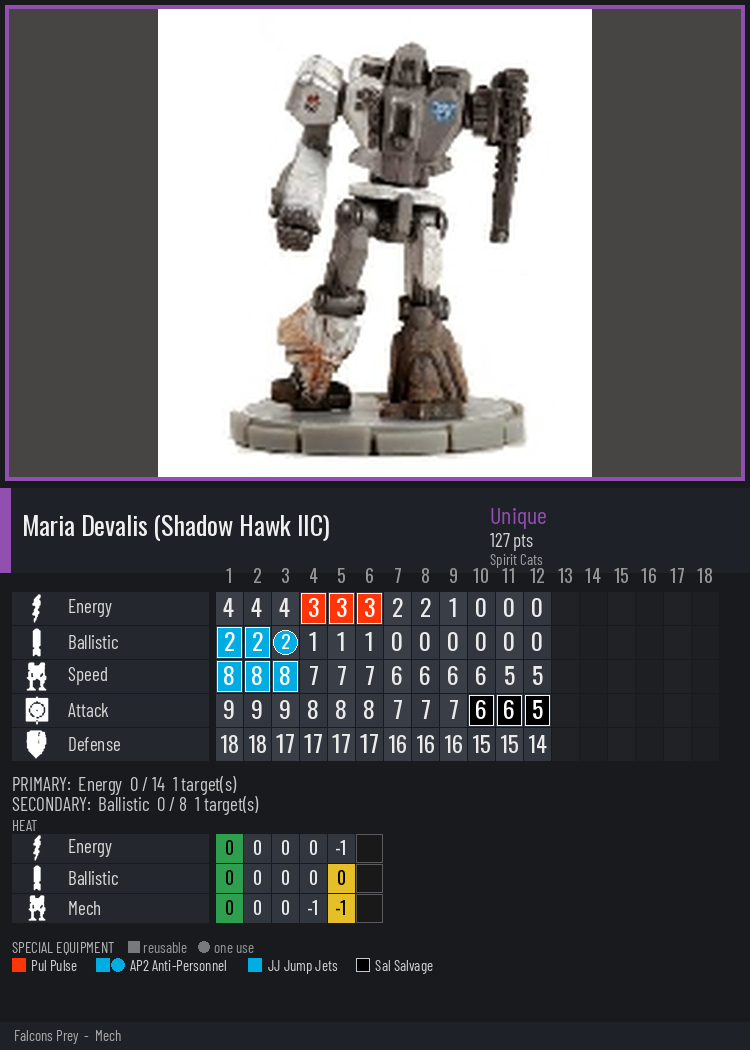 Maria Devalis (Shadow Hawk IIC)
Unique
127 pts
Spirit Cats
1 2 3 4 5 6 7 8 9 10 11 12 13 14 15 16 17 18
Energy 4 4 4 3 3 3 2 2 1 0 0 0
Ballistic 2 2 2 1 1 1 0 0 0 0 0 0
Speed 8 8 8 7 7 7 6 6 6 6 5 5
Attack 9 9 9 8 8 8 7 7 7 6 6 5
Defense 18 18 17 17 17 17 16 16 16 15 15 14
PRIMARY: Energy 0 / 14 1 target(s)
SECONDARY: Ballistic 0 / 8 1 target(s)
HEAT
Energy 0 0 0 0 -1
Ballistic 0 0 0 0 0
Mech 0 0 0 -1 -1
SPECIAL EQUIPMENT reusable one use
Pul Pulse AP2 Anti-Personnel JJ Jump Jets Sal Salvage
Falcons Prey - Mech